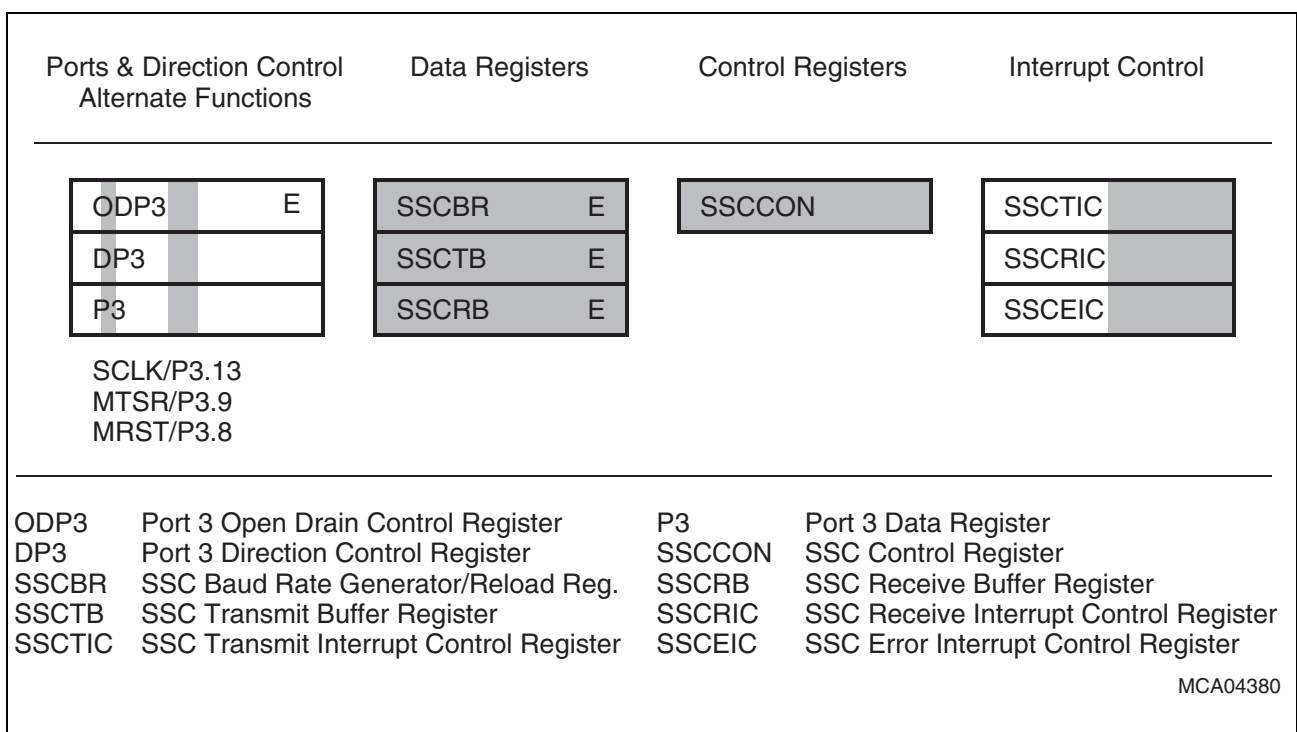 Ports & Direction Control
Alternate Functions
Data Registers
Control Registers
Interrupt Control
ODP3 E
DP3
P3
SSCBR E
SSCTB E
SSCRB E
SSCCON
SSCTIC
SSCRIC
SSCEIC
SCLK/P3.13
MTSR/P3.9
MRST/P3.8
ODP3 Port 3 Open Drain Control Register
DP3 Port 3 Direction Control Register
SSCBR SSC Baud Rate Generator/Reload Reg.
SSCTB SSC Transmit Buffer Register
SSCTIC SSC Transmit Interrupt Control Register
P3 Port 3 Data Register
SSCCON SSC Control Register
SSCRB SSC Receive Buffer Register
SSCRIC SSC Receive Interrupt Control Register
SSCEIC SSC Error Interrupt Control Register
MCA04380